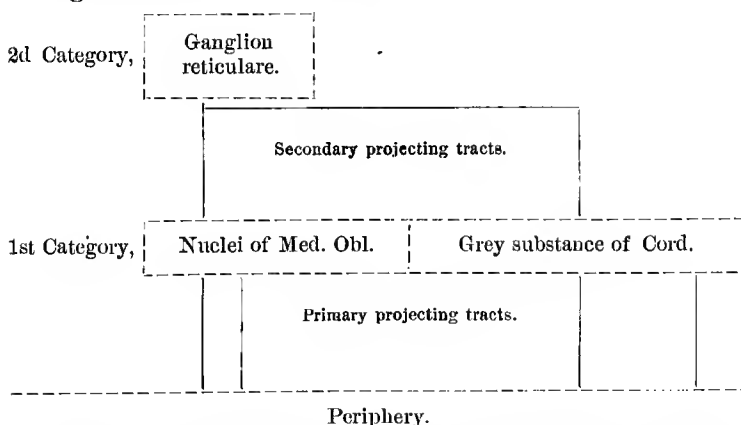 2d Category,
Ganglion
reticulare.
Secondary projecting tracts.
1st Category,
Nuclei of Med. Obl.
Grey substance of Cord.
Primary projecting tracts.
Periphery.